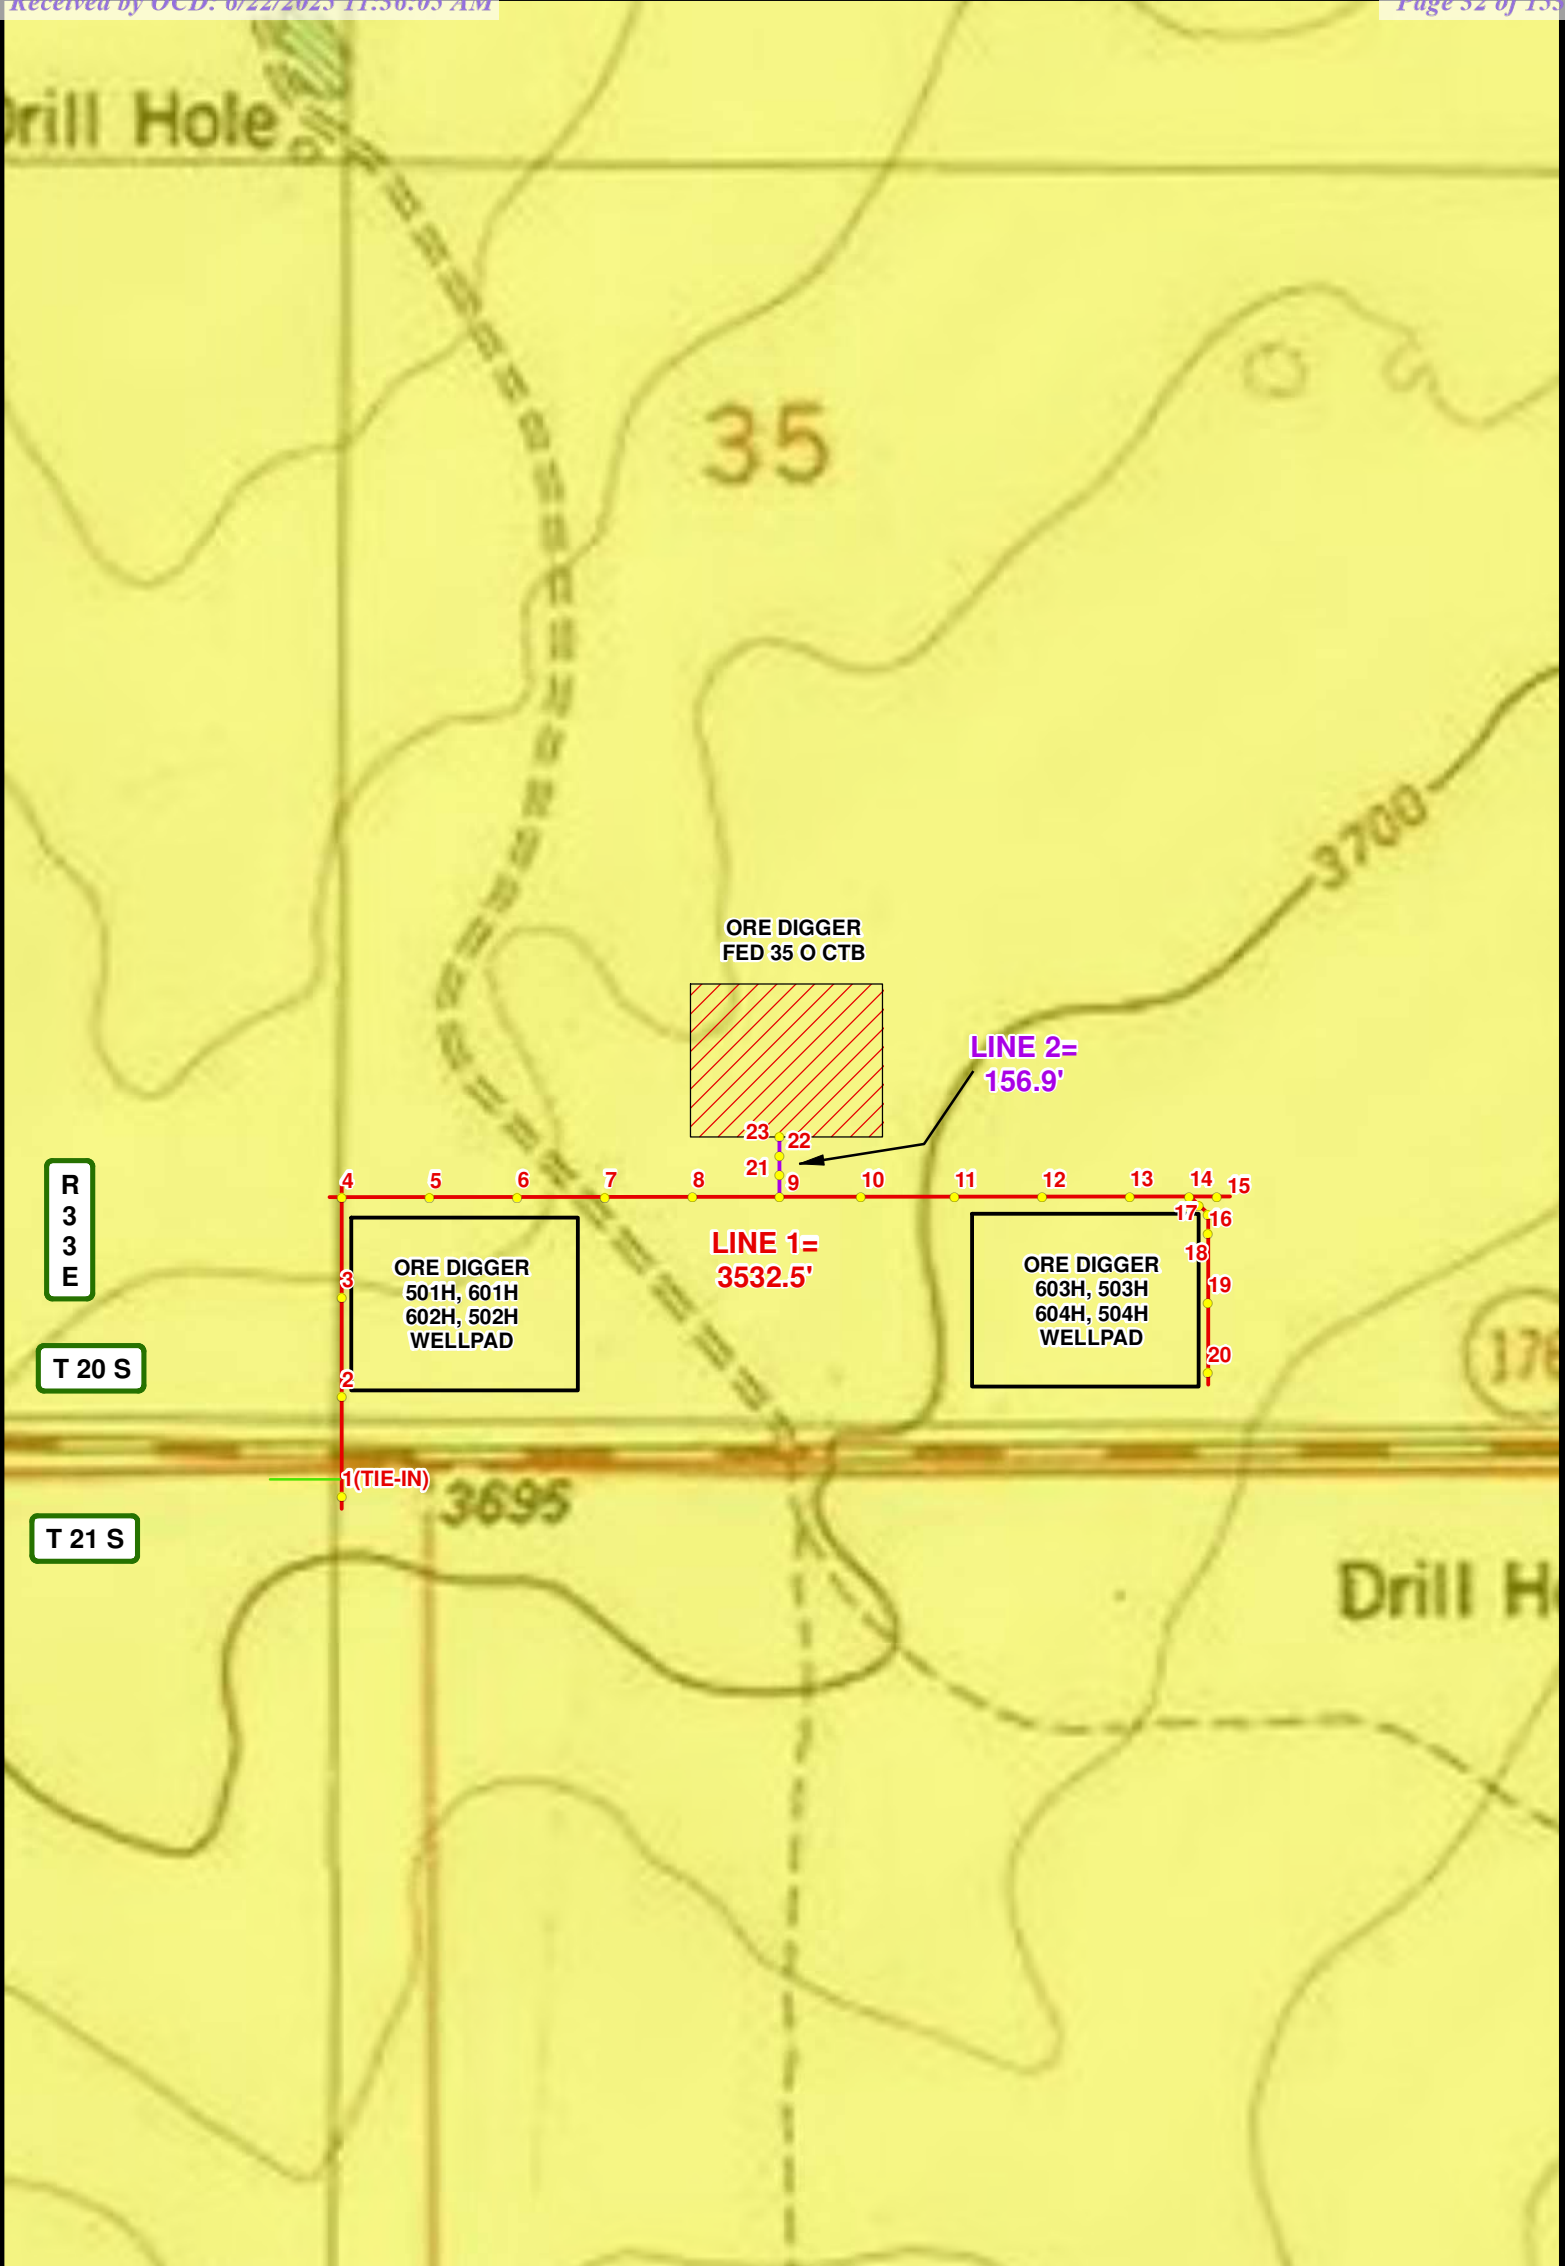 Received by OCD: 6/22/2023 11:36:03 AM
Page 32 of 133
Drill Hole
35
3700
ORE DIGGER
FED 35 O CTB
LINE 2=
156.9'
23
22
21
4
5
6
7
8
9
10
11
12
13
14
15
17
16
18
19
20
3
2
1(TIE-IN)
LINE 1=
3532.5'
ORE DIGGER
501H, 601H
602H, 502H
WELLPAD
ORE DIGGER
603H, 503H
604H, 504H
WELLPAD
R
3
3
E
T 20 S
T 21 S
176
3695
Drill H